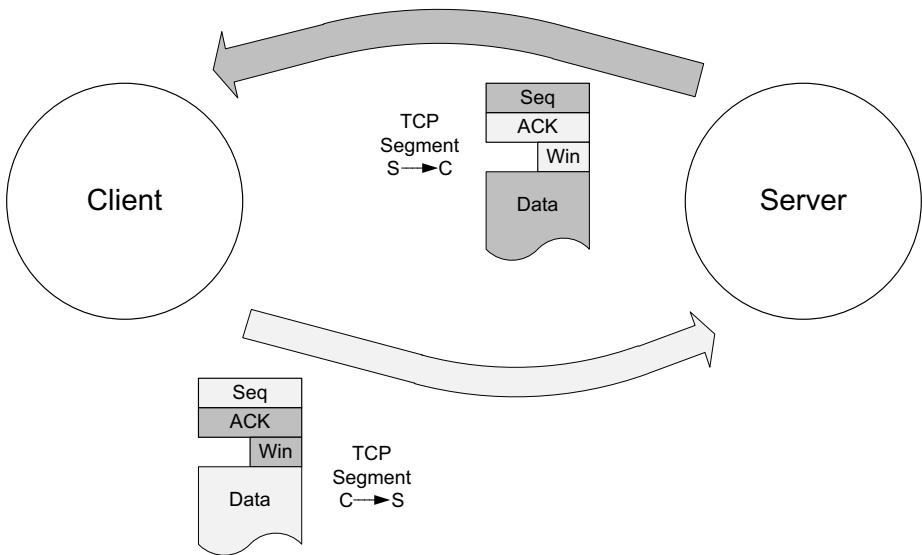 Seq
ACK
Win
Data
TCP
Segment
S→C
Client
Server
Seq
ACK
Win
Data
TCP
Segment
C→S